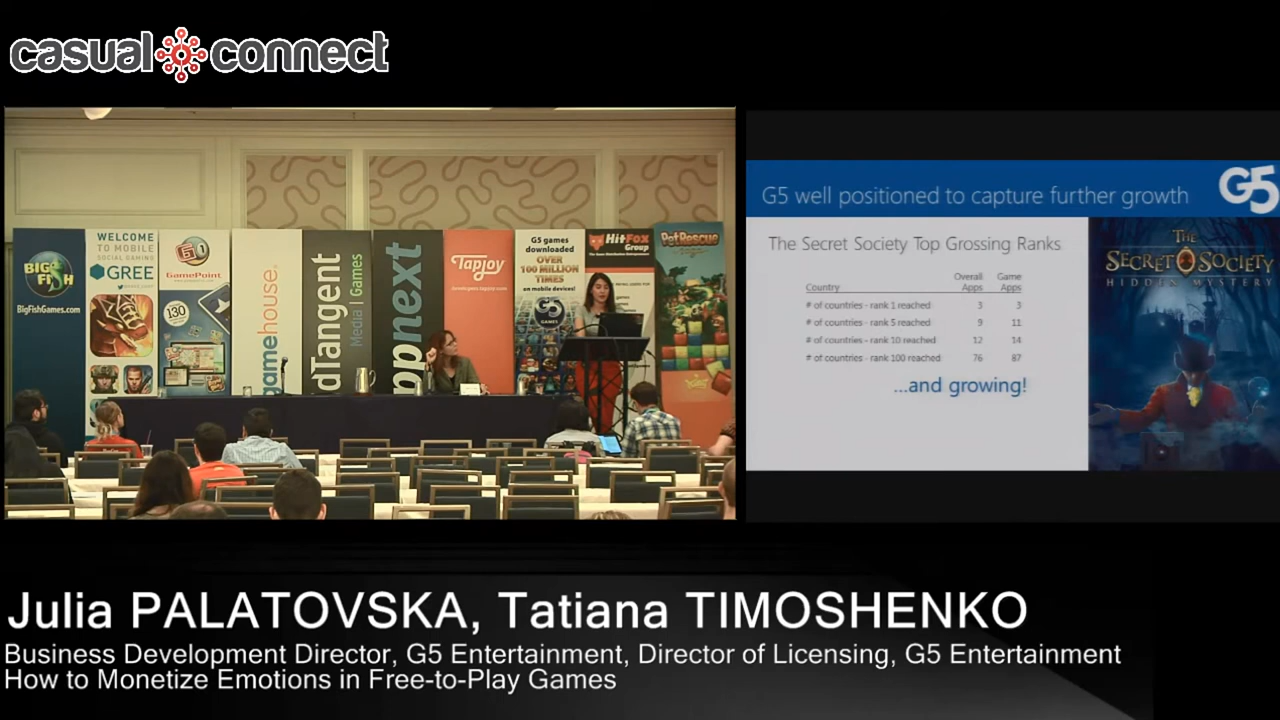 casual connect
BIG FISH
BigFishGames.com
WELCOME
TO MOBILE
SOCIAL GAMING
GREE
GamePoint
130
gamehouse.
dTangent
Media | Games
ppnext
Tapjoy
G5 games
downloaded
OVER
100 MILLION
TIMES
on mobile devices!
G5
GAMES
HitFox
Group
PetRescue
King
G5 well positioned to capture further growth
G5
The Secret Society Top Grossing Ranks
Overall Game
Country Apps Apps
# of countries - rank 1 reached 3 3
# of countries - rank 5 reached 9 11
# of countries - rank 10 reached 12 14
# of countries - rank 100 reached 76 87
...and growing!
THE
SECRET SOCIETY
HIDDEN MYSTERY
Julia PALATOVSKA, Tatiana TIMOSHENKO
Business Development Director, G5 Entertainment, Director of Licensing, G5 Entertainment
How to Monetize Emotions in Free-to-Play Games